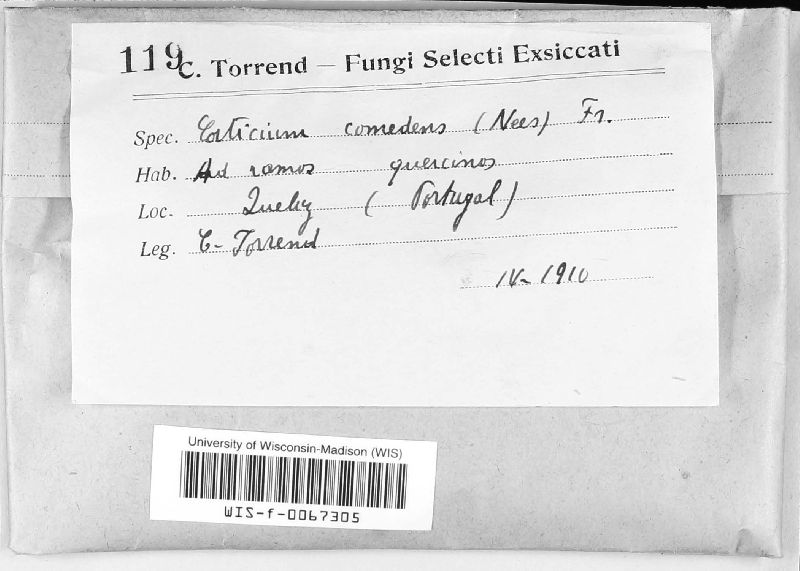 119 C. Torrend — Fungi Selecti Exsiccati
Spec. Corticium comedens (Nees) Fr.
Hab. Ad ramos quercinos
Loc. (Portugal)
Leg. C. Torrend
IV-1910
University of Wisconsin-Madison (WIS)
WIS-f-0067305